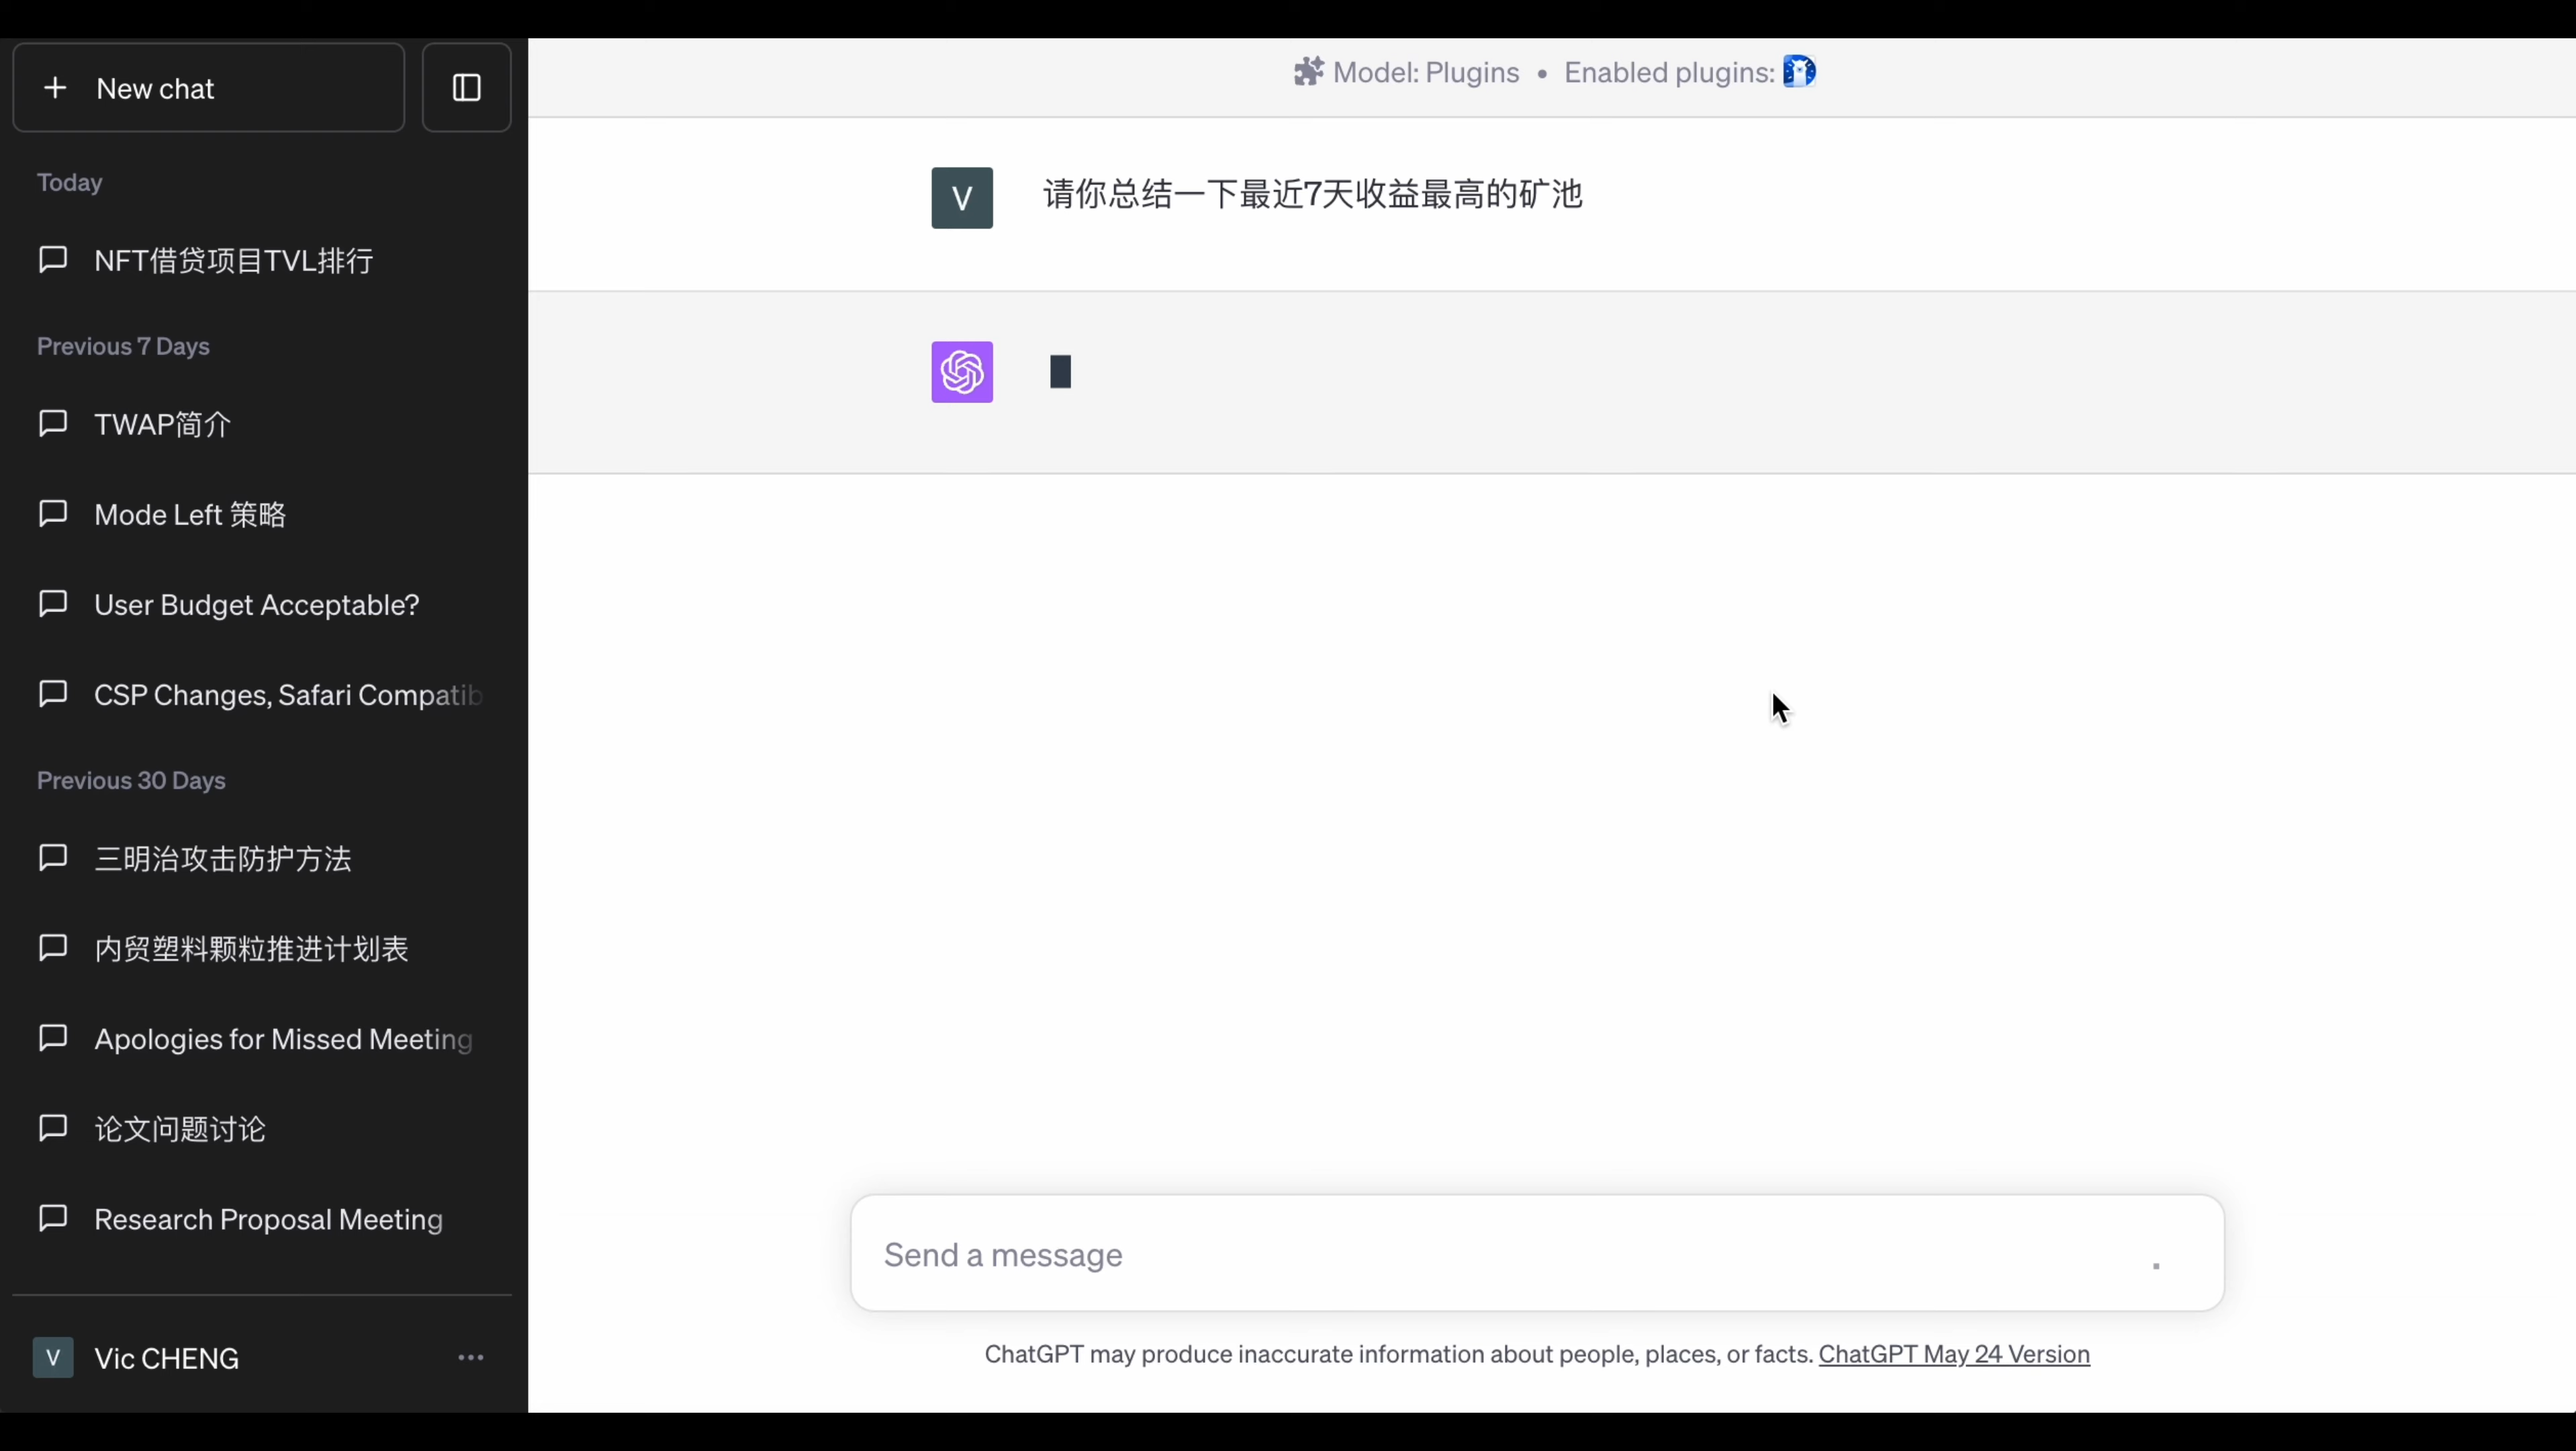 New chat
Today
NFT借贷项目TVL排行
Previous 7 Days
TWAP简介
Mode Left 策略
User Budget Acceptable?
CSP Changes, Safari Compatib
Previous 30 Days
三明治攻击防护方法
内贸塑料颗粒推进计划表
Apologies for Missed Meeting
论文问题讨论
Research Proposal Meeting
V Vic CHENG
Model: Plugins • Enabled plugins:
V 请你总结一下最近7天收益最高的矿池
Send a message
ChatGPT may produce inaccurate information about people, places, or facts. ChatGPT May 24 Version